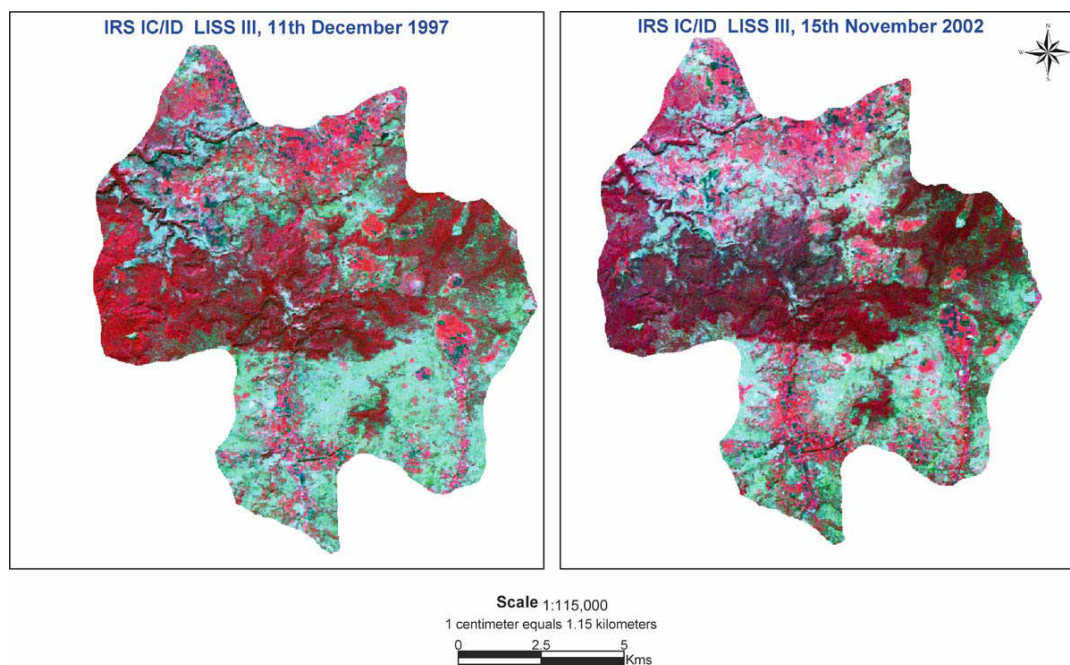 IRS IC/ID LISS III, 11th December 1997
IRS IC/ID LISS III, 15th November 2002
N
W E
S
Scale 1:115,000
1 centimeter equals 1.15 kilometers
0 2.5 5
Kms